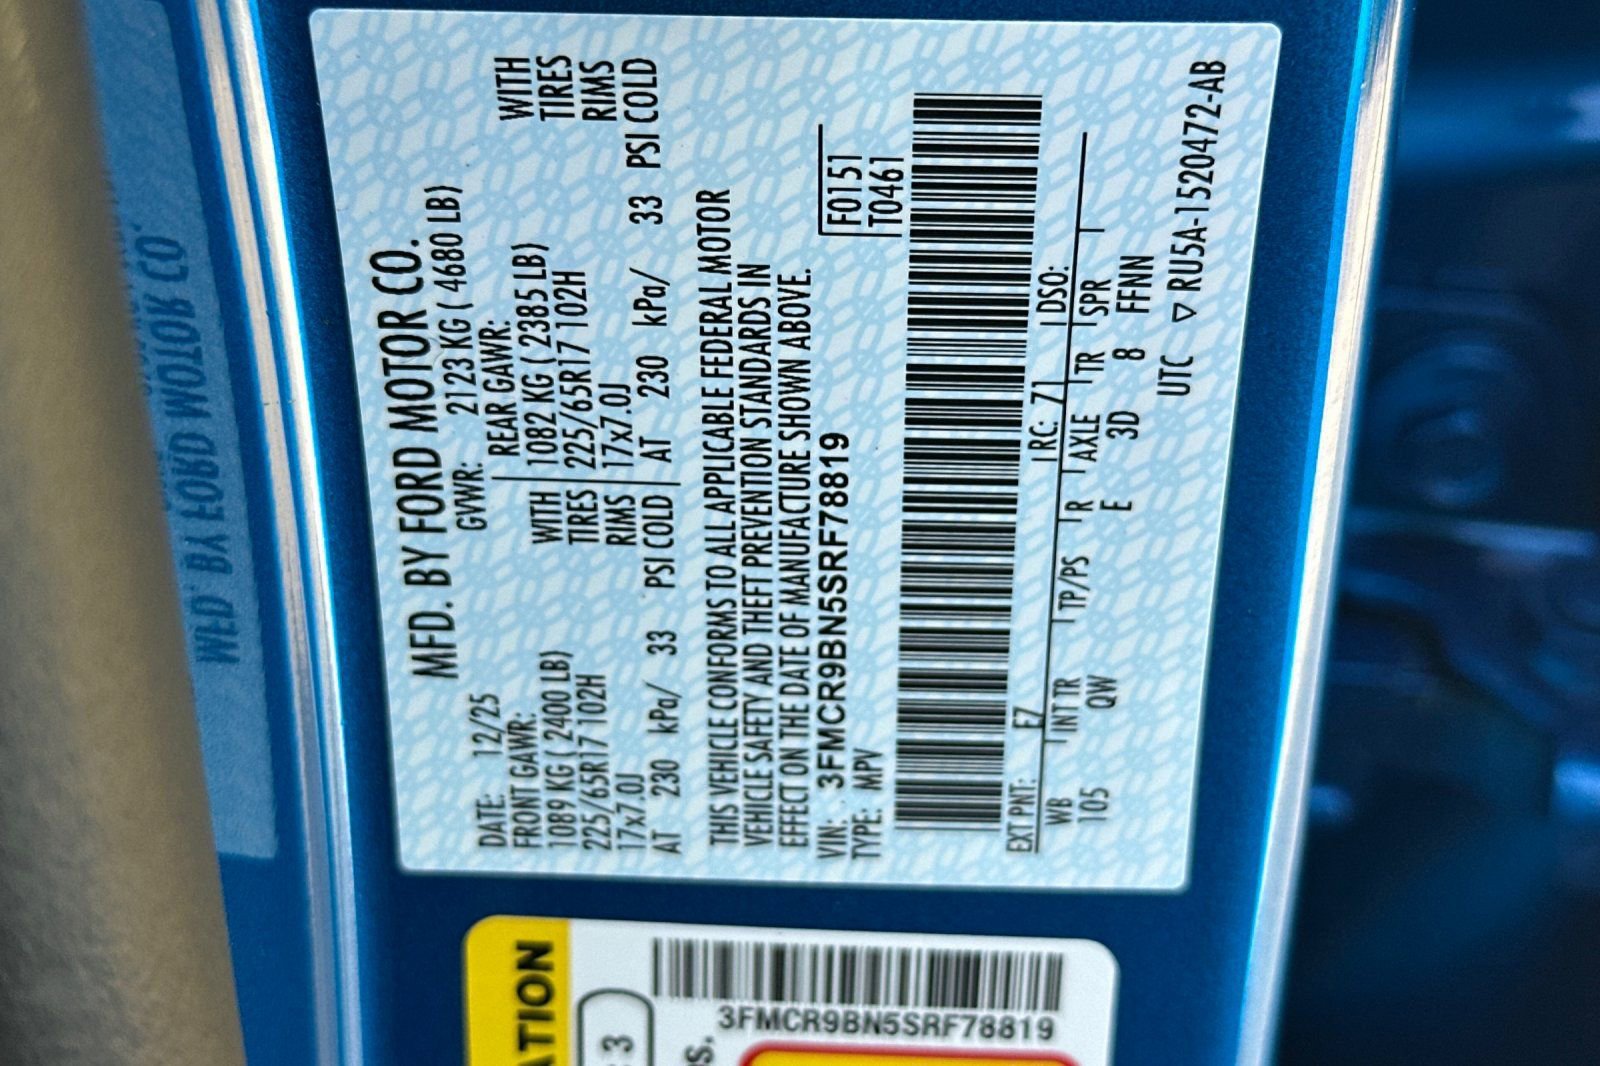 MFD. BY FORD MOTOR CO.
DATE: 12/25 GVWR: 2123 KG ( 4680 LB)
FRONT GAWR: REAR GAWR:
1089 KG ( 2400 LB) WITH 1082 KG ( 2385 LB) WITH
225/65R17 102H TIRES 225/65R17 102H TIRES
17x7.0J RIMS 17x7.0J RIMS
AT 230 kPa/ 33 PSI COLD AT 230 kPa/ 33 PSI COLD
THIS VEHICLE CONFORMS TO ALL APPLICABLE FEDERAL MOTOR
VEHICLE SAFETY AND THEFT PREVENTION STANDARDS IN
EFFECT ON THE DATE OF MANUFACTURE SHOWN ABOVE.
VIN: 3FMCR9BN5SRF78819 F0151
TYPE: MPV T0461
EXT PNT: EZ RC: 71 DSO:
WB INT TR TP/PS R AXLE TR SPR
105 QW E 3D 8 FFNN
UTC ▽ RU5A-1520472-AB
ATION
3
3FMCR9BN5SRF78819